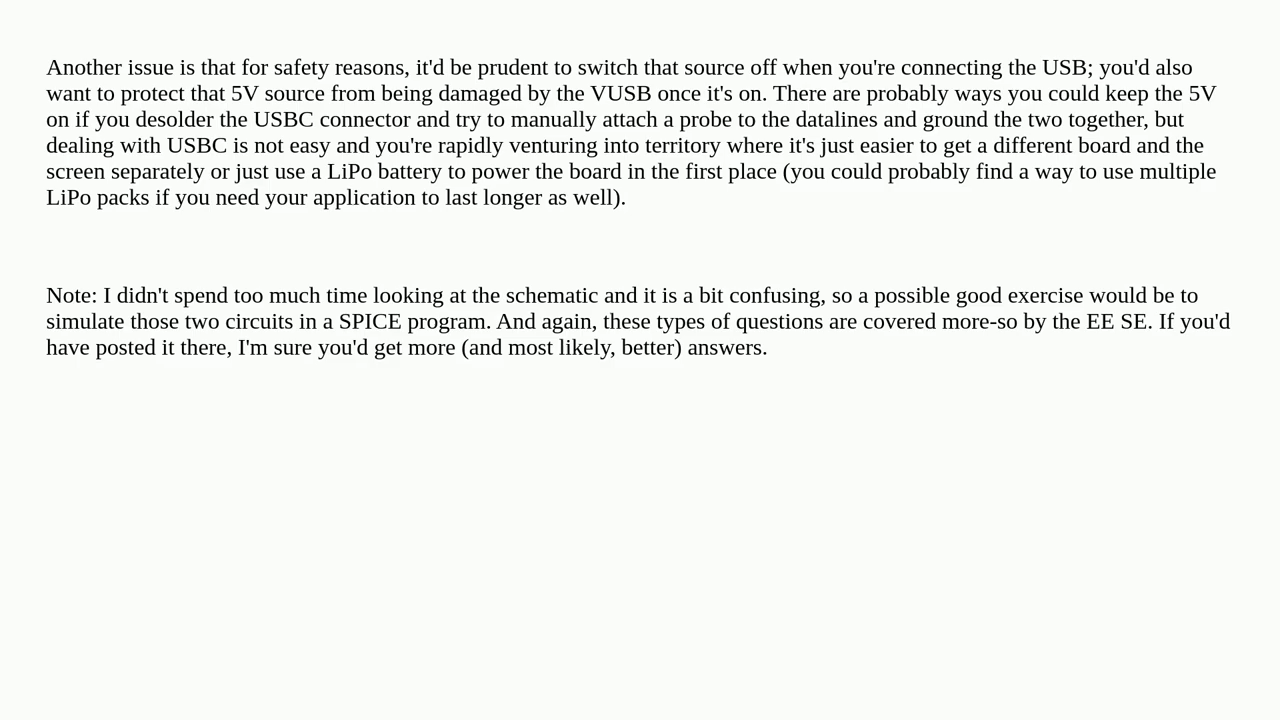 Another issue is that for safety reasons, it'd be prudent to switch that source off when you're connecting the USB; you'd also
want to protect that 5V source from being damaged by the VUSB once it's on. There are probably ways you could keep the 5V
on if you desolder the USBC connector and try to manually attach a probe to the datalines and ground the two together, but
dealing with USBC is not easy and you're rapidly venturing into territory where it's just easier to get a different board and the
screen separately or just use a LiPo battery to power the board in the first place (you could probably find a way to use multiple
LiPo packs if you need your application to last longer as well).
Note: I didn't spend too much time looking at the schematic and it is a bit confusing, so a possible good exercise would be to
simulate those two circuits in a SPICE program. And again, these types of questions are covered more-so by the EE SE. If you'd
have posted it there, I'm sure you'd get more (and most likely, better) answers.